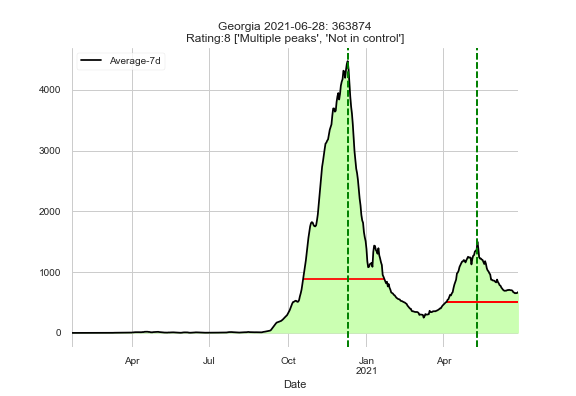 Georgia 2021-06-28: 363874
Rating:8 ['Multiple peaks', 'Not in control']
Average-7d
4000
3000
2000
1000
0
Apr
Jul
Oct
Jan
2021
Apr
Date